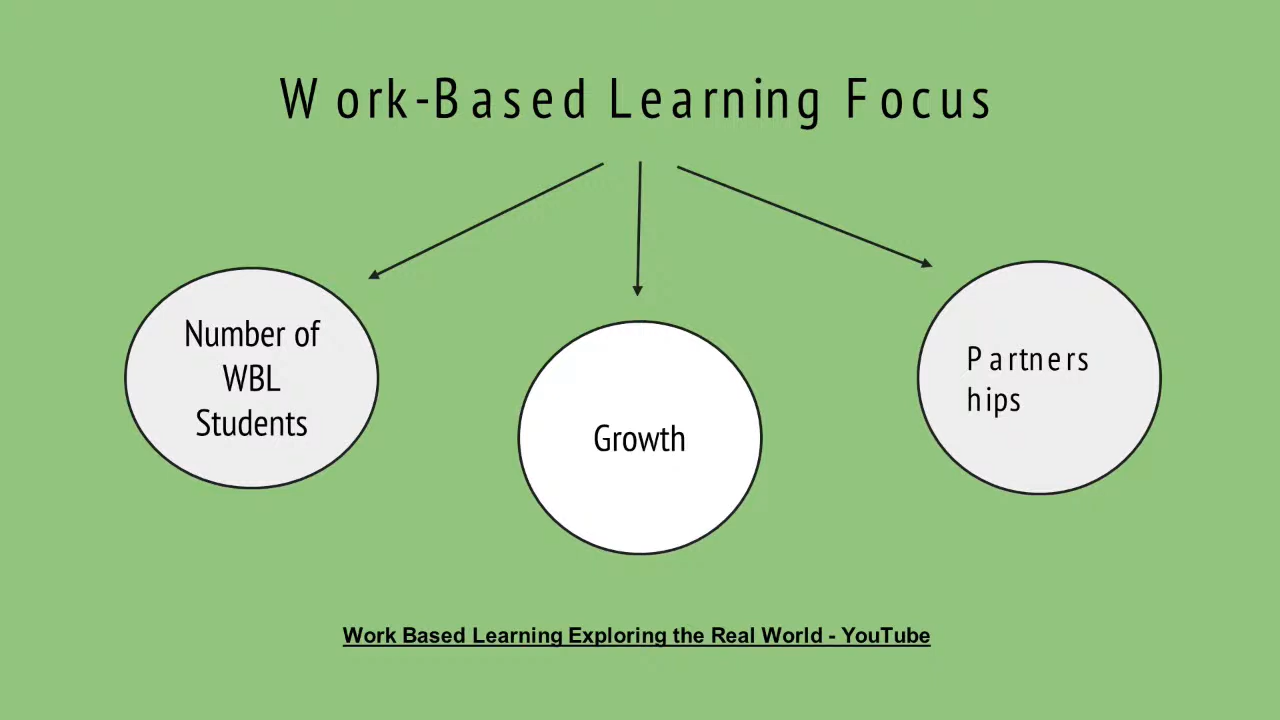 Work-Based Learning Focus
Number of
WBL
Students
Growth
Partners
hips
Work Based Learning Exploring the Real World - YouTube